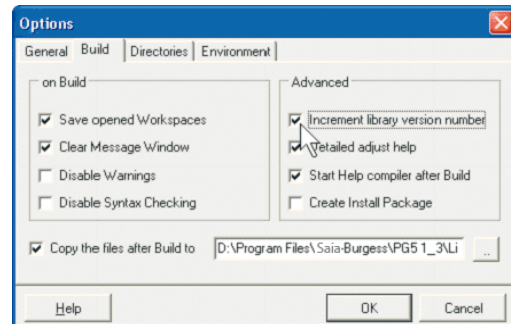 Options
General Build Directories Environment
on Build
Save opened Workspaces
Clear Message Window
Disable Warnings
Disable Syntax Checking
Advanced
Increment library version number
Detailed adjust help
Start Help compiler after Build
Create Install Package
Copy the files after Build to D:\Program Files\Saia-Burgess\PG5 1_3\Li ..
Help OK Cancel